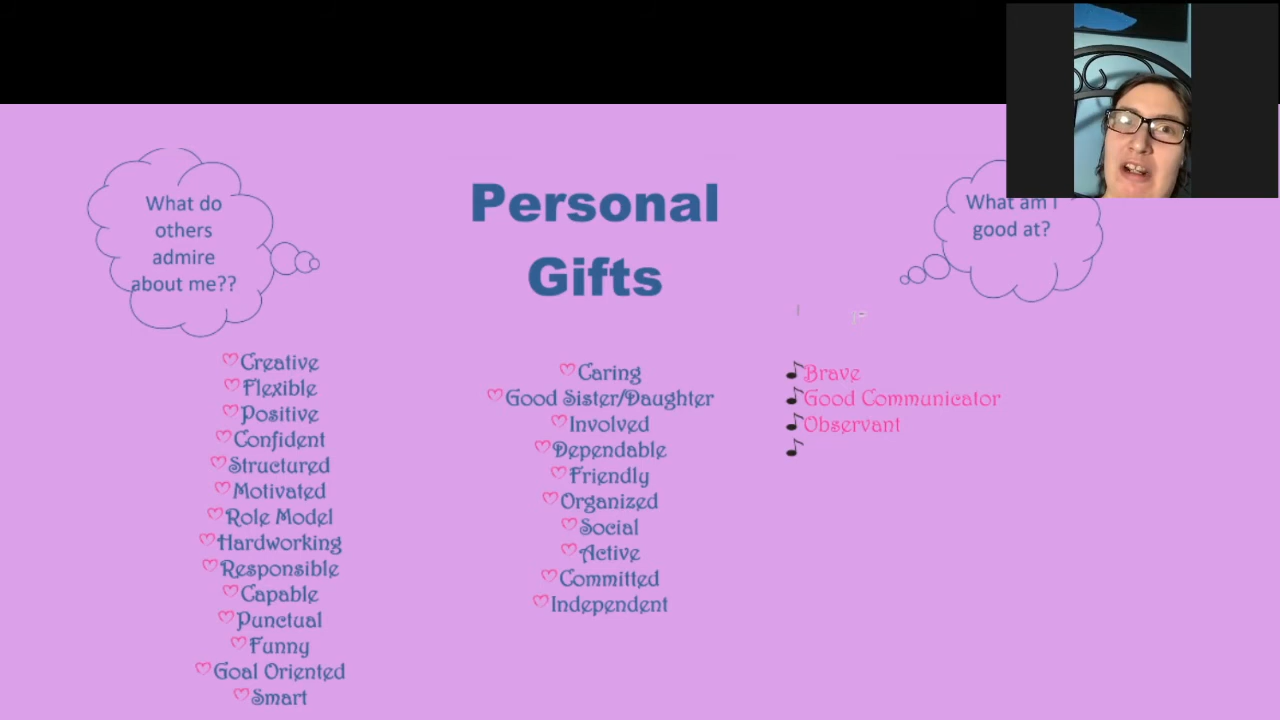 What do
others
admire
about me??
Personal
Gifts
What am I
good at?
Creative
Flexible
Positive
Confident
Structured
Motivated
Role Model
Hardworking
Responsible
Capable
Punctual
Funny
Goal Oriented
Smart
Caring
Good Sister/Daughter
Involved
Dependable
Friendly
Organized
Social
Active
Committed
Independent
Brave
Good Communicator
Observant